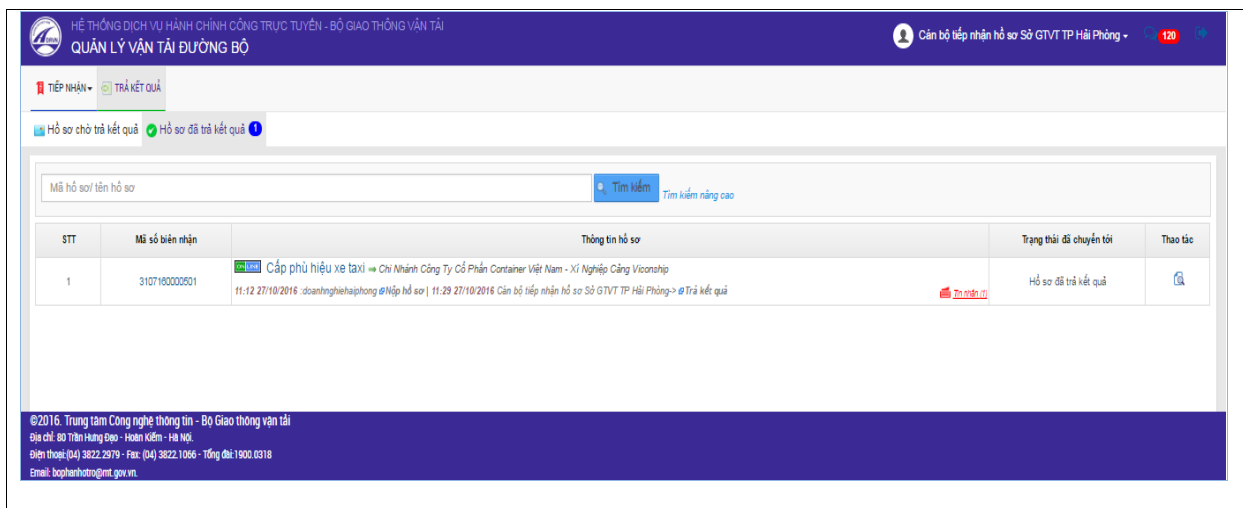 HỆ THỐNG DỊCH VỤ HÀNH CHÍNH CÔNG TRỰC TUYẾN - BỘ GIAO THÔNG VẬN TẢI
QUẢN LÝ VẬN TẢI ĐƯỜNG BỘ
Cán bộ tiếp nhận hồ sơ Sở GTVT TP Hải Phòng
120
TIẾP NHẬN
TRẢ KẾT QUẢ
Hồ sơ chờ trả kết quả
Hồ sơ đã trả kết quả 1
Mã hồ sơ/ tên hồ sơ
Tìm kiếm
Tìm kiếm nâng cao
STT Mã số biên nhận Thông tin hồ sơ Trạng thái đã chuyển tới Thao tác
1 3107160000501
Cấp phù hiệu xe taxi ⇒ Chi Nhánh Công Ty Cổ Phần Container Việt Nam - Xí Nghiệp Cảng Viconship
11:12 27/10/2016 :doanhnghiehaiphong Nộp hồ sơ | 11:29 27/10/2016 Cán bộ tiếp nhận hồ sơ Sở GTVT TP Hải Phòng-> Trả kết quả
Tin nhắn (1)
Hồ sơ đã trả kết quả
©2016. Trung tâm Công nghệ thông tin - Bộ Giao thông vận tải
Địa chỉ: 80 Trần Hưng Đạo - Hoàn Kiếm - Hà Nội.
Điện thoại:(04) 3822.2979 - Fax: (04) 3822.1066 - Tổng đài:1900.0318
Email: bophanhotro@mt.gov.vn.